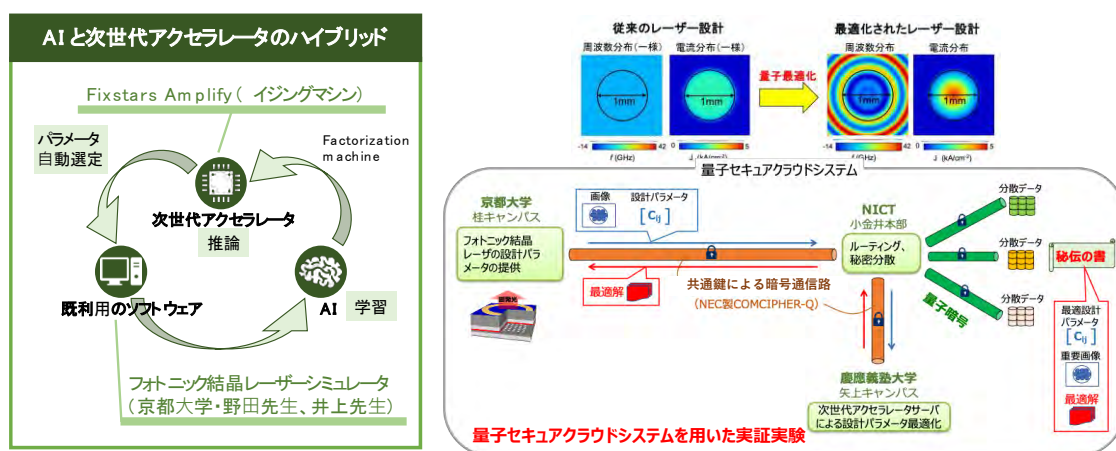 AIと次世代アクセラレータのハイブリッド
Fixstars Amplify( イジングマシン)
パラメータ
自動選定
Factorization
machine
次世代アクセラレータ
推論
既利用のソフトウェア
AI
学習
フォトニック結晶レーザーシミュレータ
(京都大学・野田先生、井上先生)
従来のレーザー設計
周波数分布(一様)
電流分布(一様)
1mm
1mm
-14
42
f (GHz)
0
5
J (kA/cm²)
量子最適化
最適化されたレーザー設計
周波数分布
電流分布
1mm
1mm
-14
42
f (GHz)
0
5
J (kA/cm²)
量子セキュアクラウドシステム
京都大学
桂キャンパス
フォトニック結晶
レーザの設計パラ
メータの提供
画像
設計パラメータ
[Cij]
最適解
共通鍵による暗号通信路
(NEC製COMCIPHER-Q)
NICT
小金井本部
ルーティング、
秘密分散
分散データ
分散データ
分散データ
量子暗号
秘伝の書
最適設計
パラメータ
[Cij]
重要画像
最適解
慶應義塾大学
矢上キャンパス
次世代アクセラレータサーバ
による設計パラメータ最適化
量子セキュアクラウドシステムを用いた実証実験